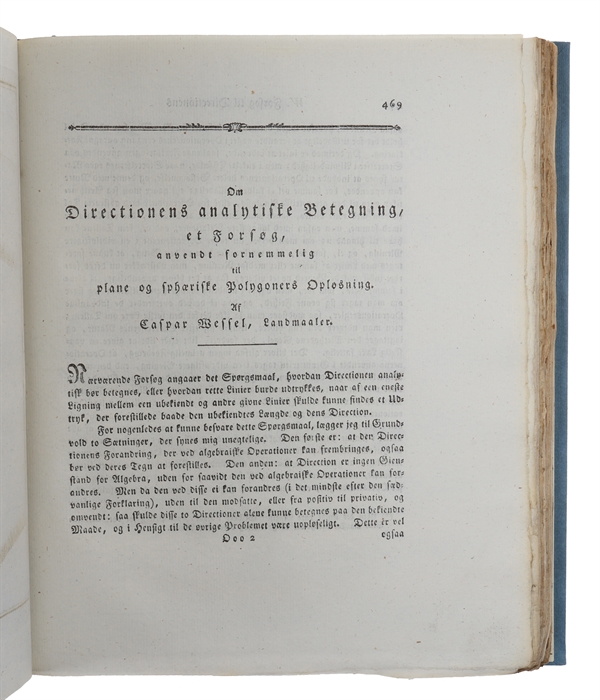 469
Om
Directionens analytiske Betegning,
et Forsøg,
anvendt fornemmelig
til
plane og sphæriske Polygoners Opløsning.
Af
Caspar Wessel, Landmaaler.
Nærværende Forsøg angaaer det Spørgsmaal, hvordan Directionen analy-
tisk bør betegnes, eller hvordan rette Linier burde udtrykkes, naar af en eneste
Ligning mellem een ubekiendt og andre givne Linier skulde kunne findes et Ud-
tryk, der forestillede baade den ubekiendtes Længde og dens Direction.
For nogenledes at kunne besvare dette Spørgsmaal, lægger jeg til Grund-
vold to Sætninger, der synes mig unegtelige. Den første er: at den Direc-
tionens Forandring, der ved algebraiske Operationer kan frembringes, ogsaa
bør ved deres Tegn at forestilles. Den anden: at Direction er ingen Gien-
stand for Algebra, uden for saavidt den ved algebraiske Operationer kan for-
andres. Men da den ved disse ei kan forandres (i det mindste efter den sæd-
vanlige Forklaring), uden til den modsatte, eller fra positiv til privativ, og
omvendt: saa skulde disse to Directioner alene kunne betegnes paa den bekiendte
Maade, og i Hensigt til de øvrige Problemet være uopløseligt. Dette er vel
Ooo 2 ogsaa